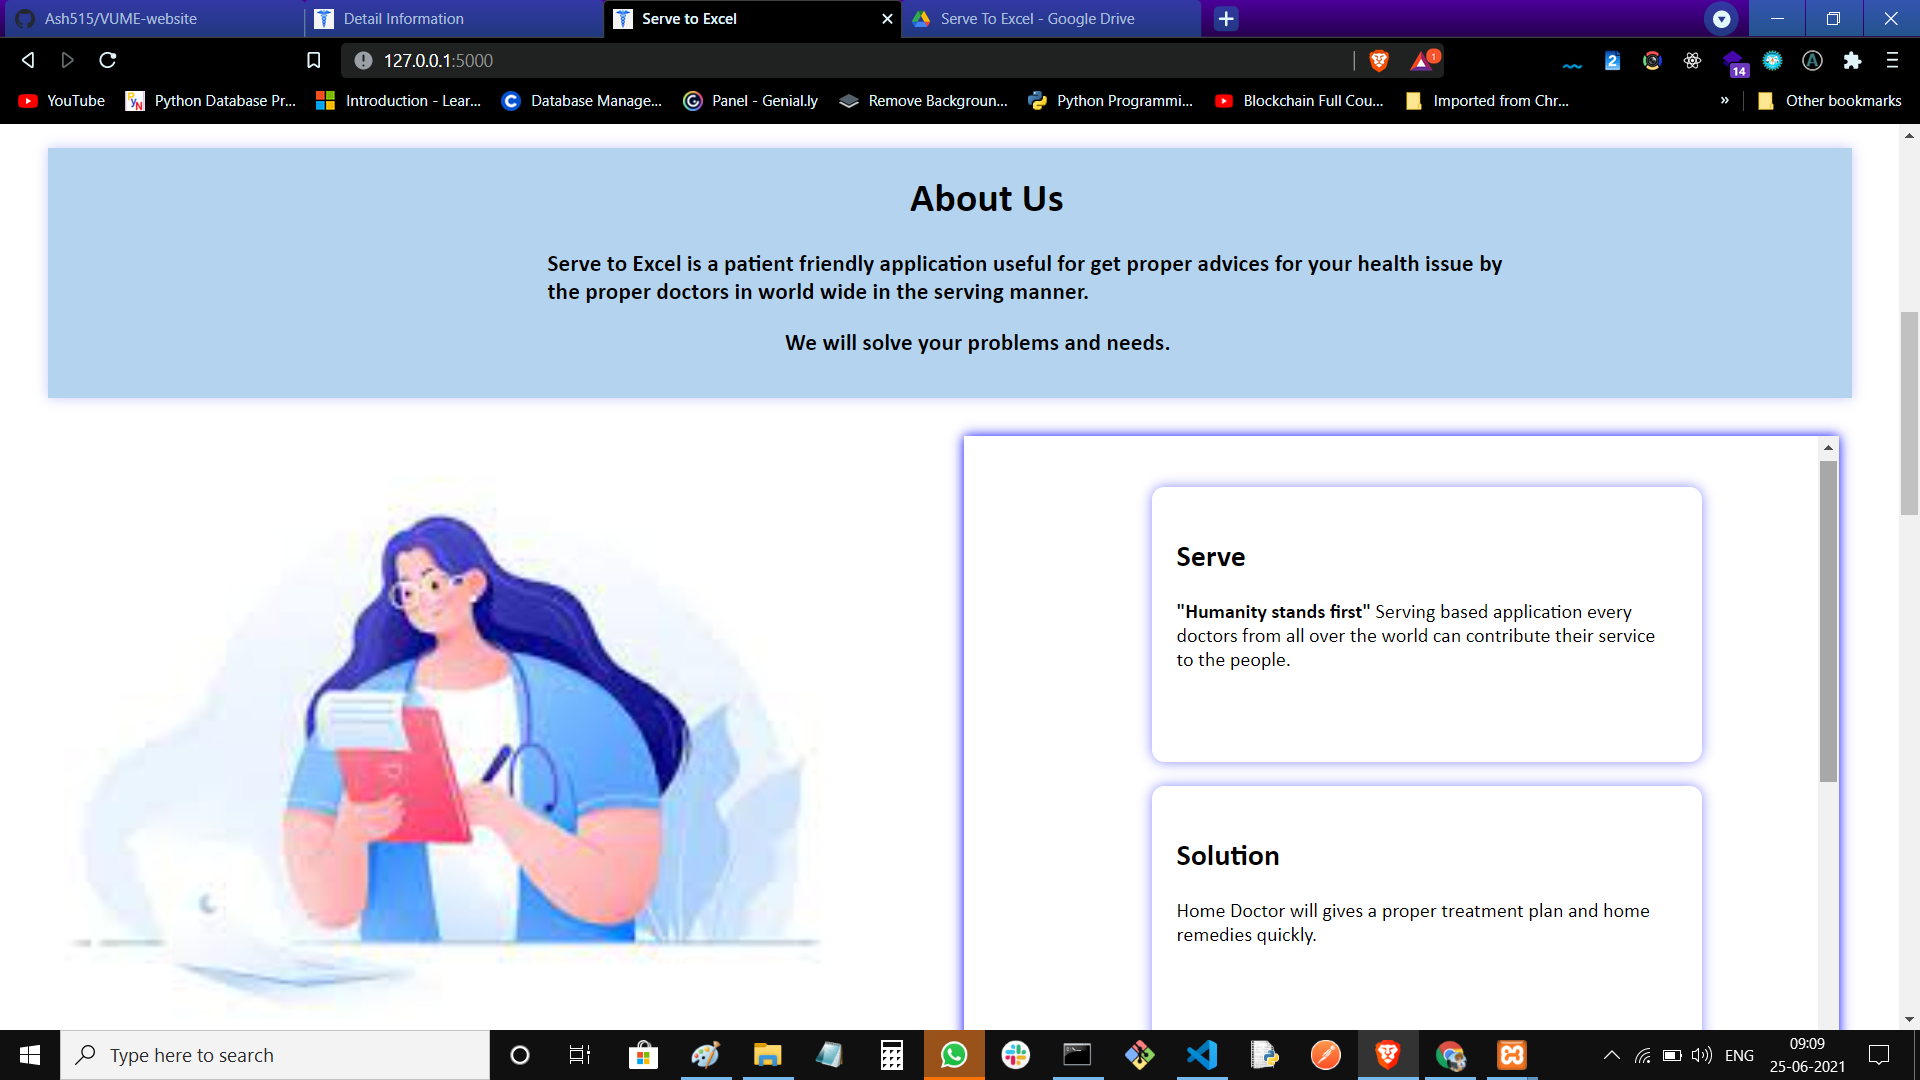 Ash515/VUME-website
Detail Information
Serve to Excel
Serve To Excel - Google Drive
127.0.0.1:5000
1
2
14
YouTube
Python Database Pr...
Introduction - Lear...
Database Manage...
Panel - Genial.ly
Remove Backgroun...
Python Programmi...
Blockchain Full Cou...
Imported from Chr...
»
Other bookmarks
About Us
Serve to Excel is a patient friendly application useful for get proper advices for your health issue by
the proper doctors in world wide in the serving manner.
We will solve your problems and needs.
Serve
"Humanity stands first" Serving based application every
doctors from all over the world can contribute their service
to the people.
Solution
Home Doctor will gives a proper treatment plan and home
remedies quickly.
Type here to search
ENG
09:09
25-06-2021